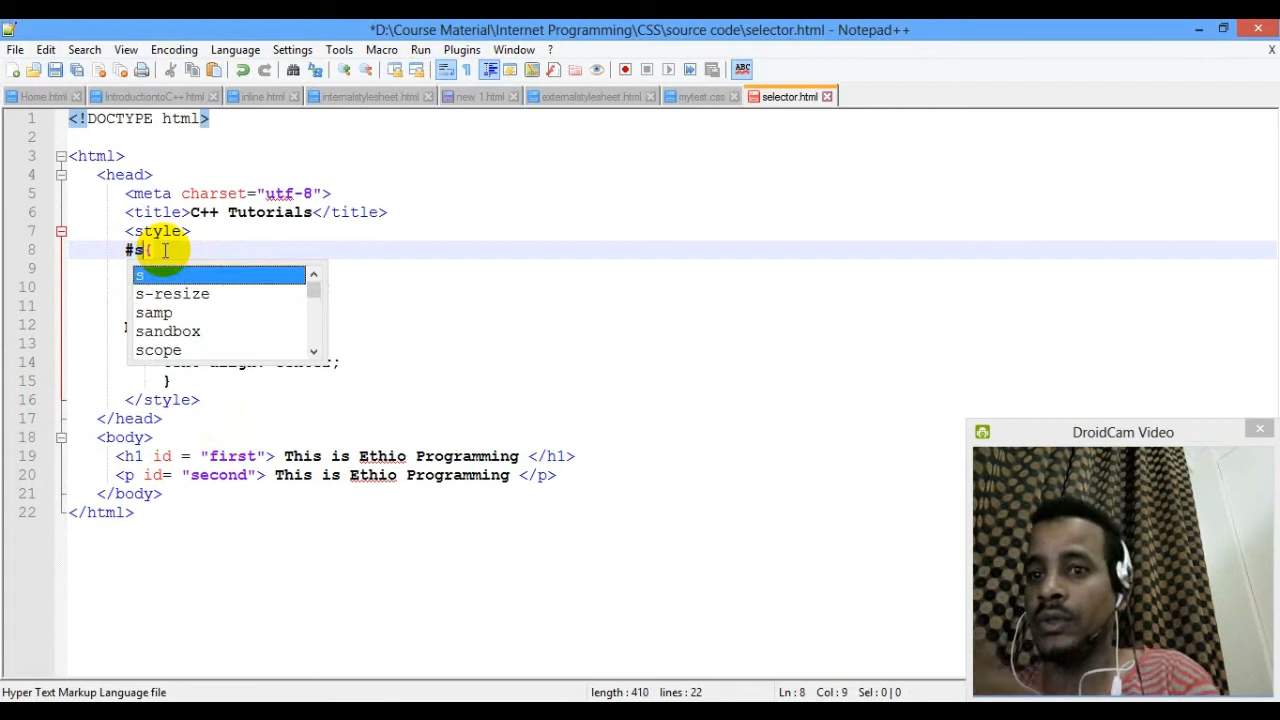 *D:\Course Material\Internet Programming\CSS\source code\selector.html - Notepad++
File Edit Search View Encoding Language Settings Tools Macro Run Plugins Window ? X
Home.html IntroductiontoC++.html inline.html internalstylesheet.html new 1.html externalstylesheet.html mytest.css selector.html
1 <!DOCTYPE html>
2
3 <html>
4 <head>
5 <meta charset="utf-8">
6 <title>C++ Tutorials</title>
7 <style>
8 #s{
9 s
10 s-resize
11 samp
12 sandbox
13 scope
14
15 }
16 </style>
17 </head>
18 <body>
19 <h1 id = "first"> This is Ethio Programming </h1>
20 <p id= "second"> This is Ethio Programming </p>
21 </body>
22 </html>
DroidCam Video
Hyper Text Markup Language file length : 410 lines : 22 Ln : 8 Col : 9 Sel : 0 | 0